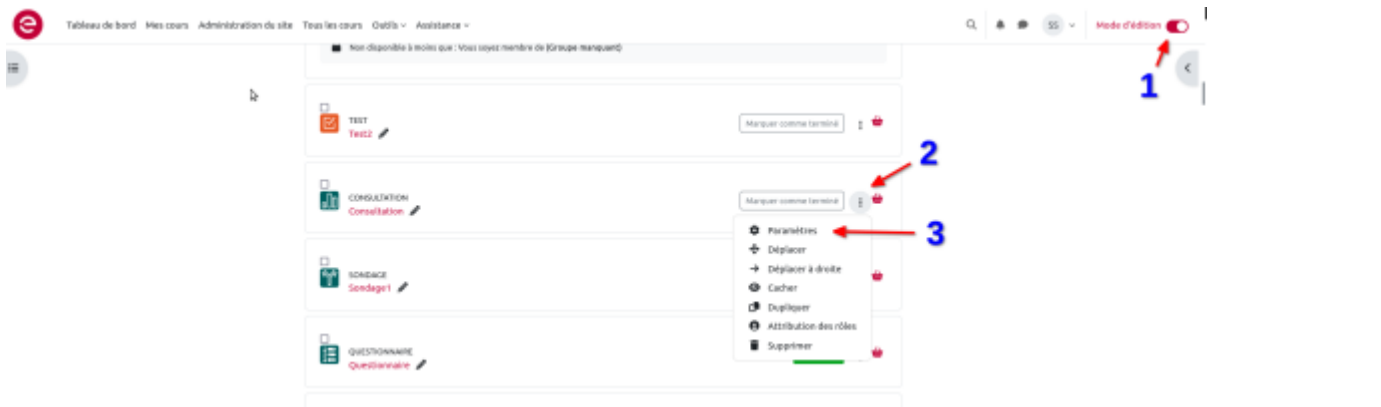 e Tableau de bord Mes cours Administration du site Tous les cours Outils Assistance SS Mode d'édition
Non disponible à moins que : Vous soyez membre de (Groupe manquant)
1
TEST
Test2
Marquer comme terminé
2
CONSULTATION
Consultation
Marquer comme terminé
Paramètres
3
Déplacer
Déplacer à droite
Cacher
Dupliquer
Attribution des rôles
Supprimer
SONDAGE
Sondage1
QUESTIONNAIRE
Questionnaire